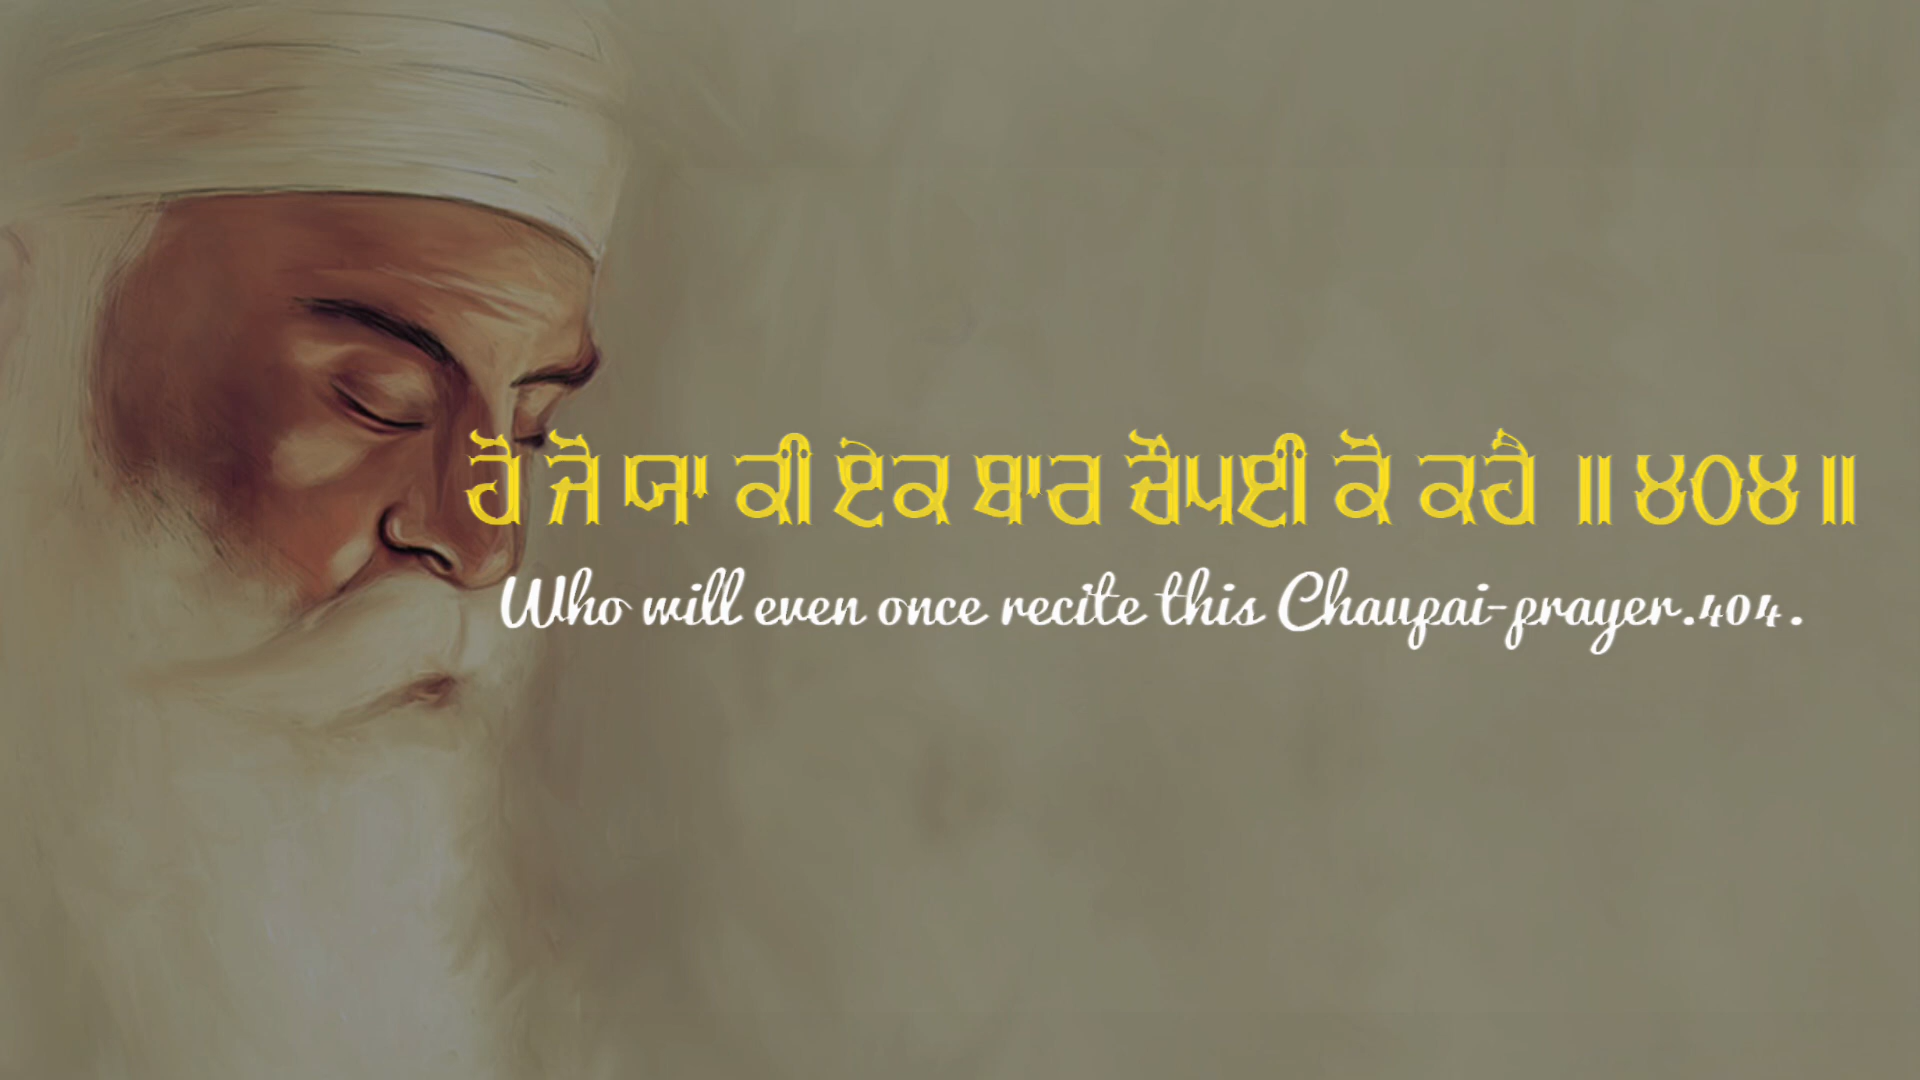 ਹੋ ਜੋ ਯਾ ਕੀ ਏਕ ਬਾਰ ਚੌਪਈ ਕੋ ਕਹੈ ॥੪੦੪॥
Who will even once recite this Chaupai-prayer.404.